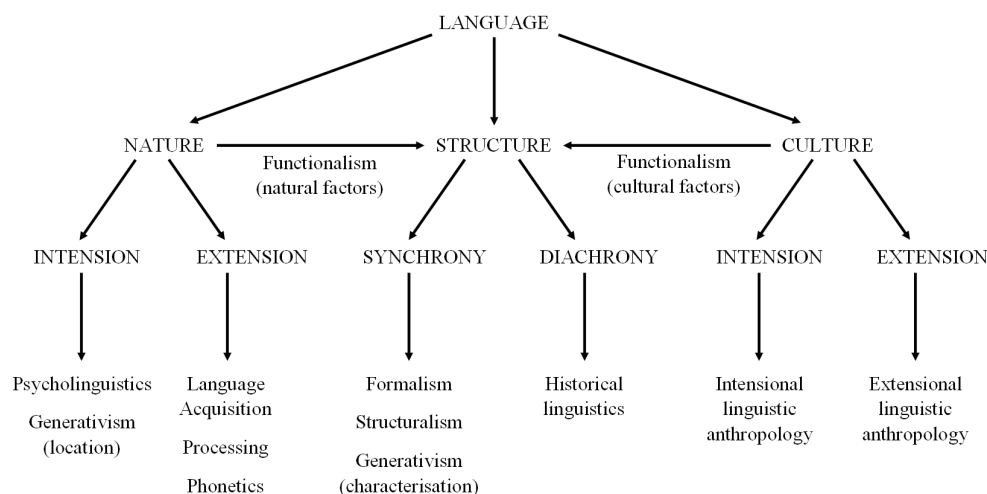 LANGUAGE
NATURE
STRUCTURE
CULTURE
Functionalism
(natural factors)
Functionalism
(cultural factors)
INTENSION
EXTENSION
SYNCHRONY
DIACHRONY
INTENSION
EXTENSION
Psycholinguistics
Generativism
(location)
Language
Acquisition
Processing
Phonetics
Formalism
Structuralism
Generativism
(characterisation)
Historical
linguistics
Intensional
linguistic
anthropology
Extensional
linguistic
anthropology